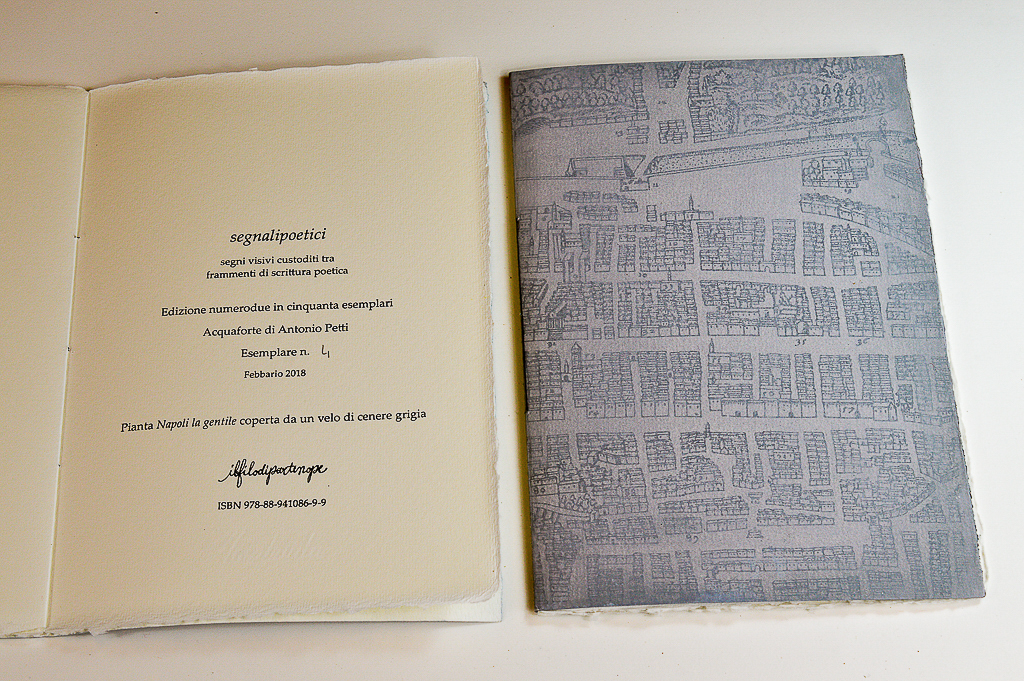 segnalipoetici
segni visivi custoditi tra
frammenti di scrittura poetica
Edizione numerodue in cinquanta esemplari
Acquaforte di Antonio Petti
Esemplare n. 4
Febbario 2018
Pianta Napoli la gentile coperta da un velo di cenere grigia
ilfilodipartenope
ISBN 978-88-941086-9-9